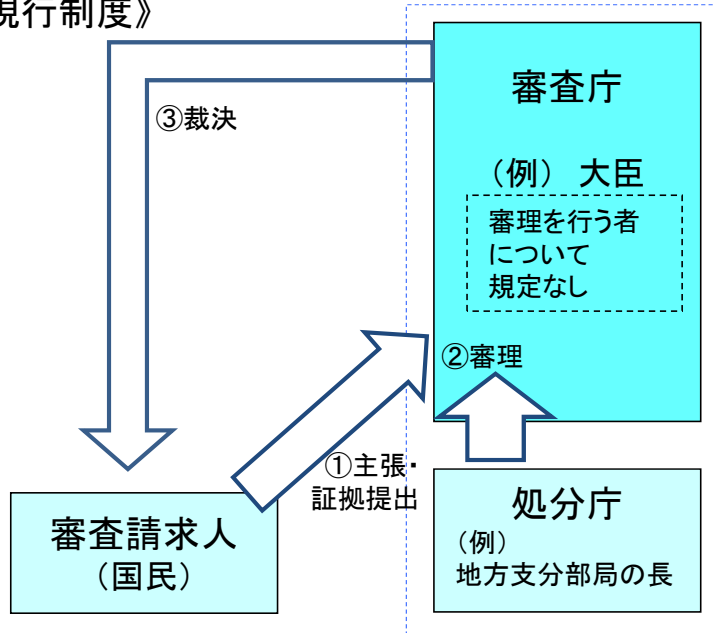 現行制度》
審査庁
（例） 大臣
審理を行う者
について
規定なし
③裁決
②審理
①主張・
証拠提出
審査請求人
（国民）
処分庁
（例）
地方支分部局の長